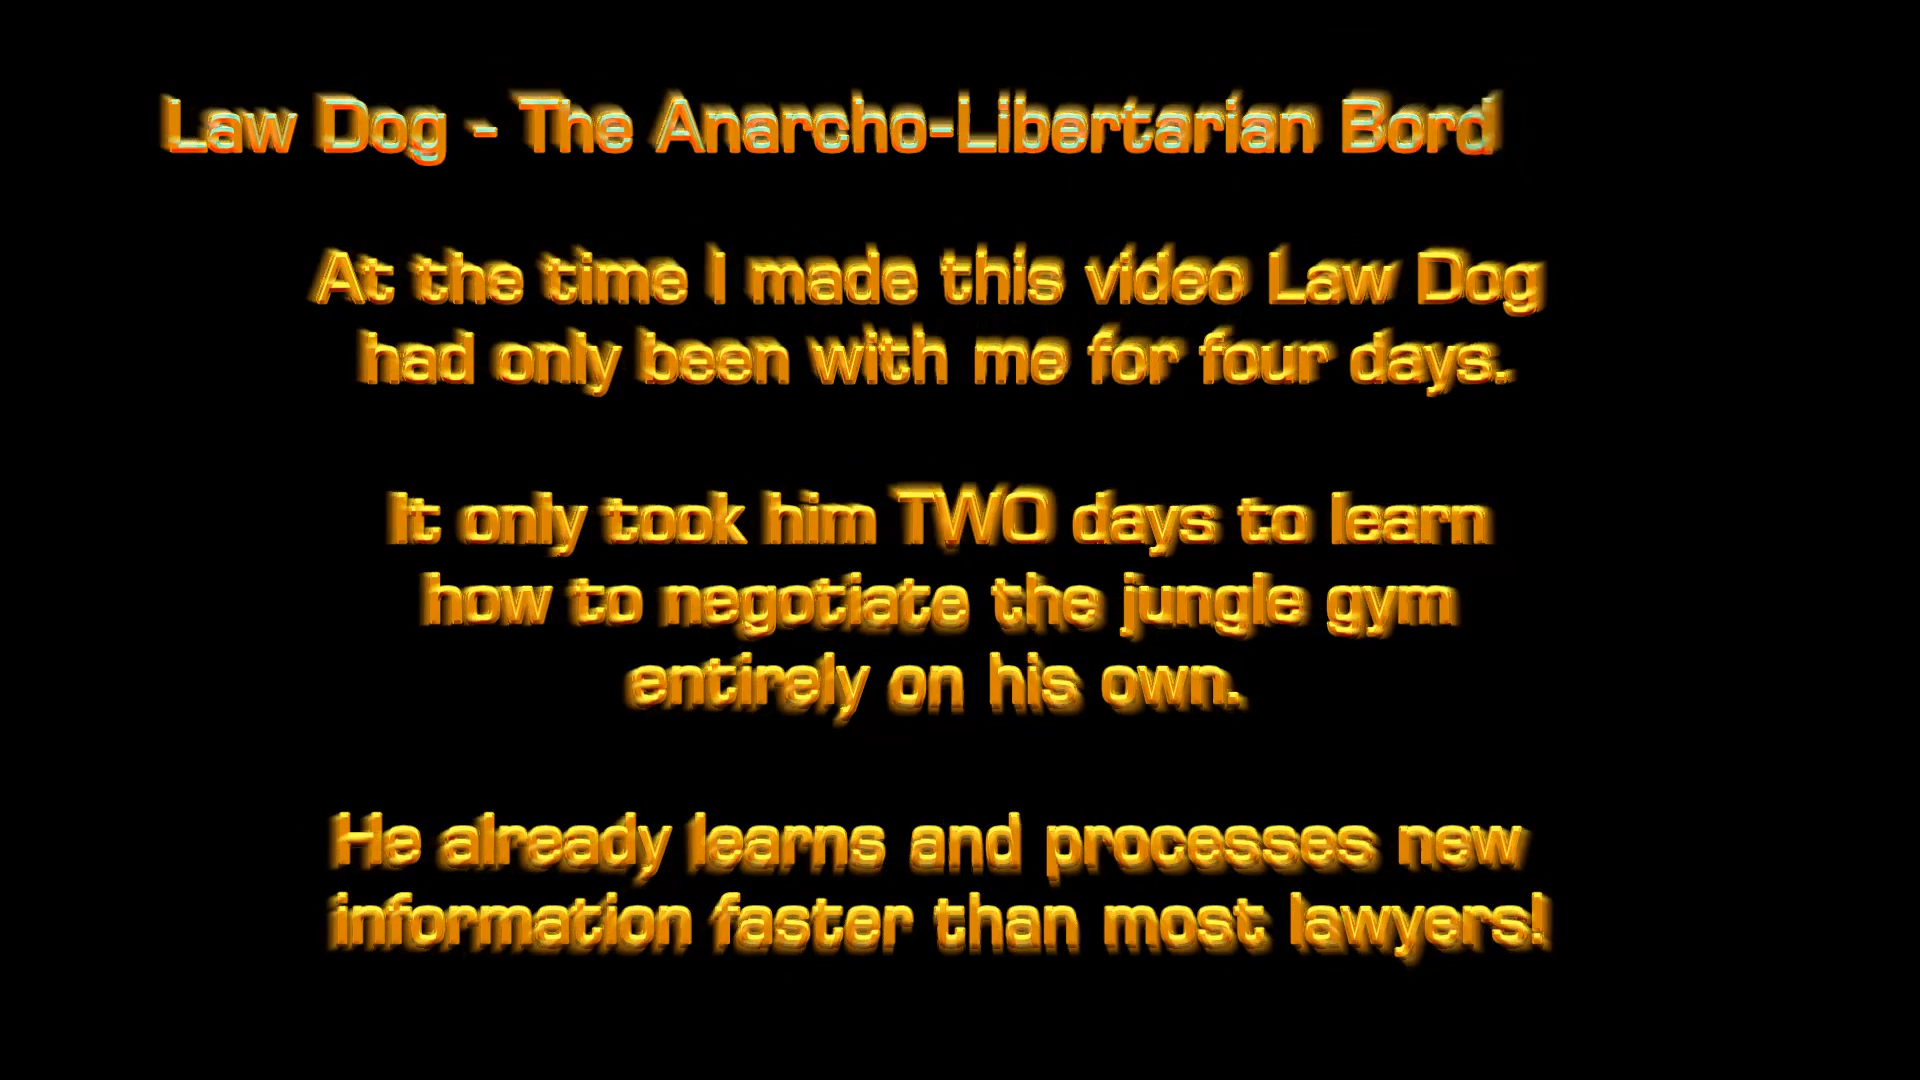 Law Dog - The Anarcho-Libertarian Bord
At the time I made this video Law Dog
had only been with me for four days.
It only took him TWO days to learn
how to negotiate the jungle gym
entirely on his own.
He already learns and processes new
information faster than most lawyers!